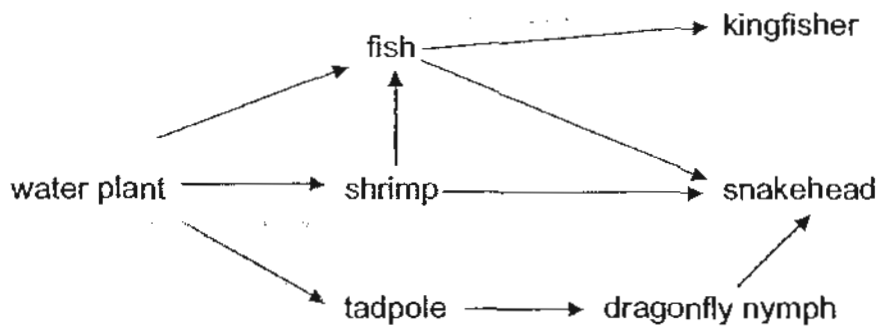 kingfisher
fish
water plant
shrimp
snakehead
tadpole
dragonfly nymph